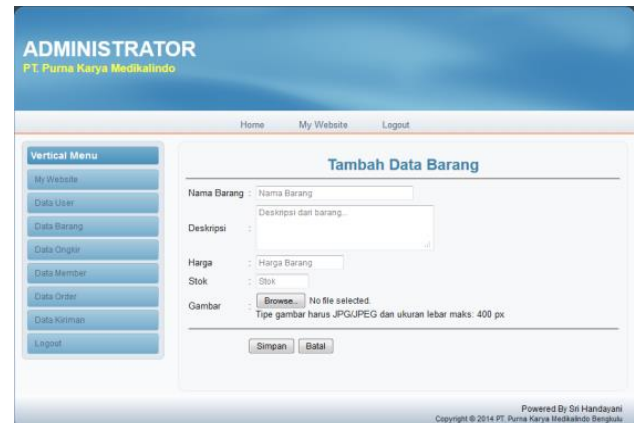 ADMINISTRATOR
PT. Purna Karya Medikalindo
Home My Website Logout
Vertical Menu
My Website
Data User
Data Barang
Data Ongkir
Data Member
Data Order
Data Kiriman
Logout
Tambah Data Barang
Nama Barang : Nama Barang
Deskripsi : Deskripsi dari barang...
Harga : Harga Barang
Stok : Stok
Gambar : Browse... No file selected.
Tipe gambar harus JPG/JPEG dan ukuran lebar maks: 400 px
Simpan Batal
Powered By Sri Handayani
Copyright © 2014 PT. Purna Karya Medikalindo Bengkulu